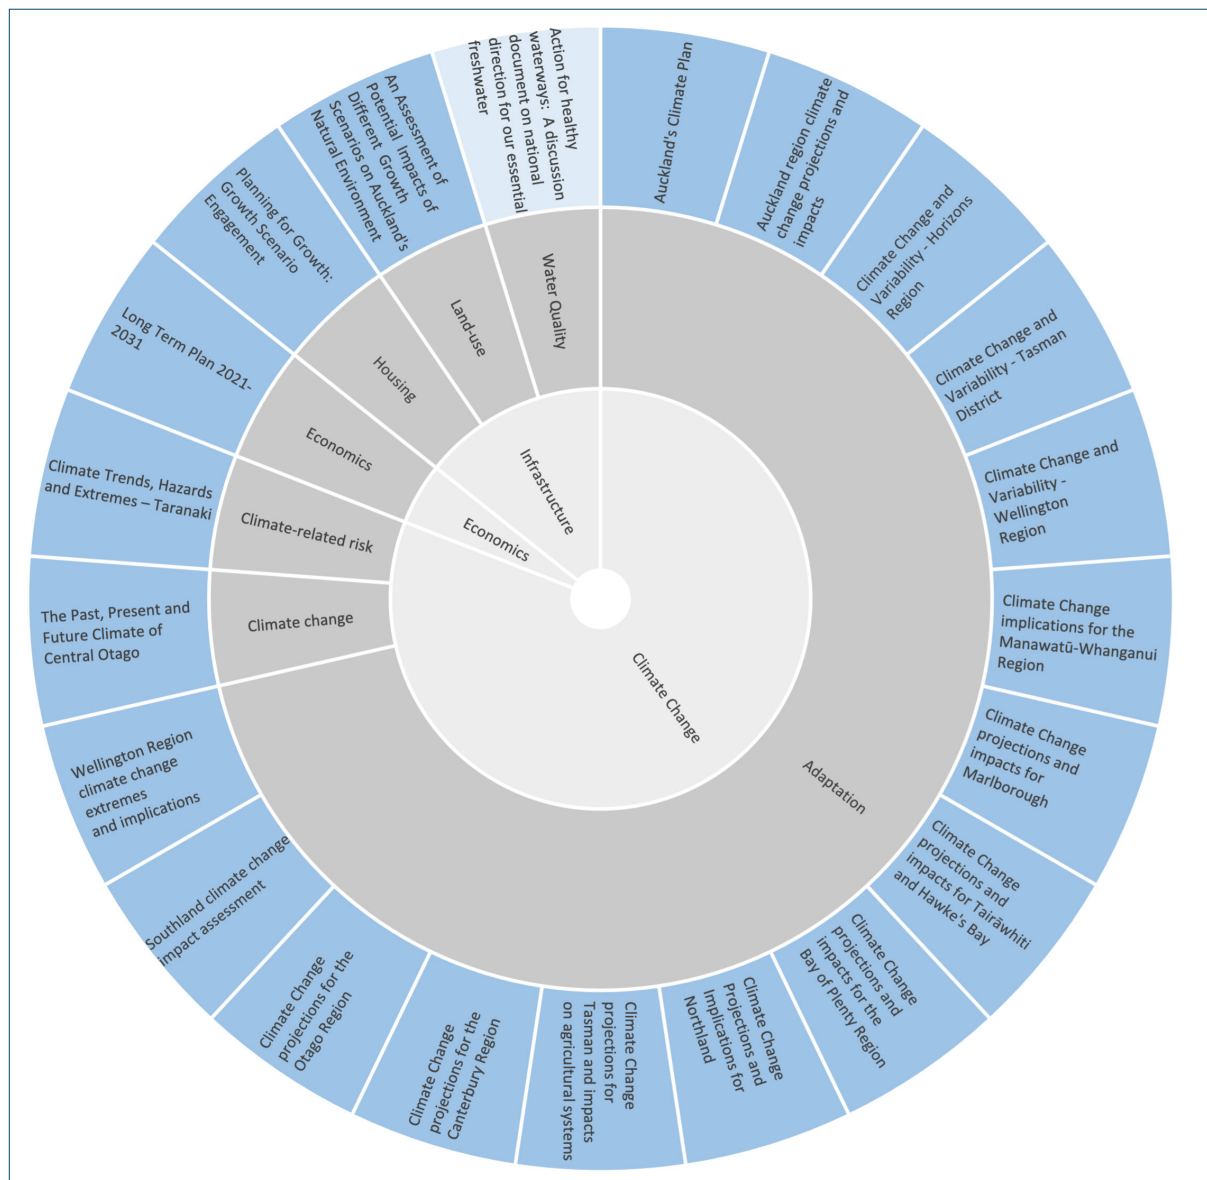 Auckland's Climate Plan
Auckland region climate
change projections and
impacts
Climate Change and
Variability - Horizons
Region
Climate Change and
Variability - Tasman
District
Climate Change and
Variability -
Wellington
Region
Climate Change
implications for the
Manawatū-Whanganui
Region
Climate Change
projections and
impacts for
Marlborough
Climate Change
projections and
impacts for Tairāwhiti
and Hawke's Bay
Climate Change
projections and
impacts for the
Bay of Plenty Region
Climate Change
Projections and
Implications for
Northland
Climate Change
projections for
Tasman and impacts
on agricultural systems
Climate Change
projections for the
Canterbury Region
Climate Change
projections for the
Otago Region
Southland climate change
impact assessment
Wellington Region
climate change
extremes
and implications
The Past, Present and
Future Climate of
Central Otago
Climate Trends, Hazards
and Extremes – Taranaki
Long Term Plan 2021-
2031
Planning for Growth:
Growth Scenario
Engagement
An Assessment of
Potential Impacts of
Different Growth
Scenarios on Auckland's
Natural Environment
Action for healthy
waterways: A discussion
document on national
direction for our essential
freshwater
Adaptation
Climate change
Climate-related risk
Economics
Housing
Land-use
Water Quality
Climate Change
Economics
Infrastructure